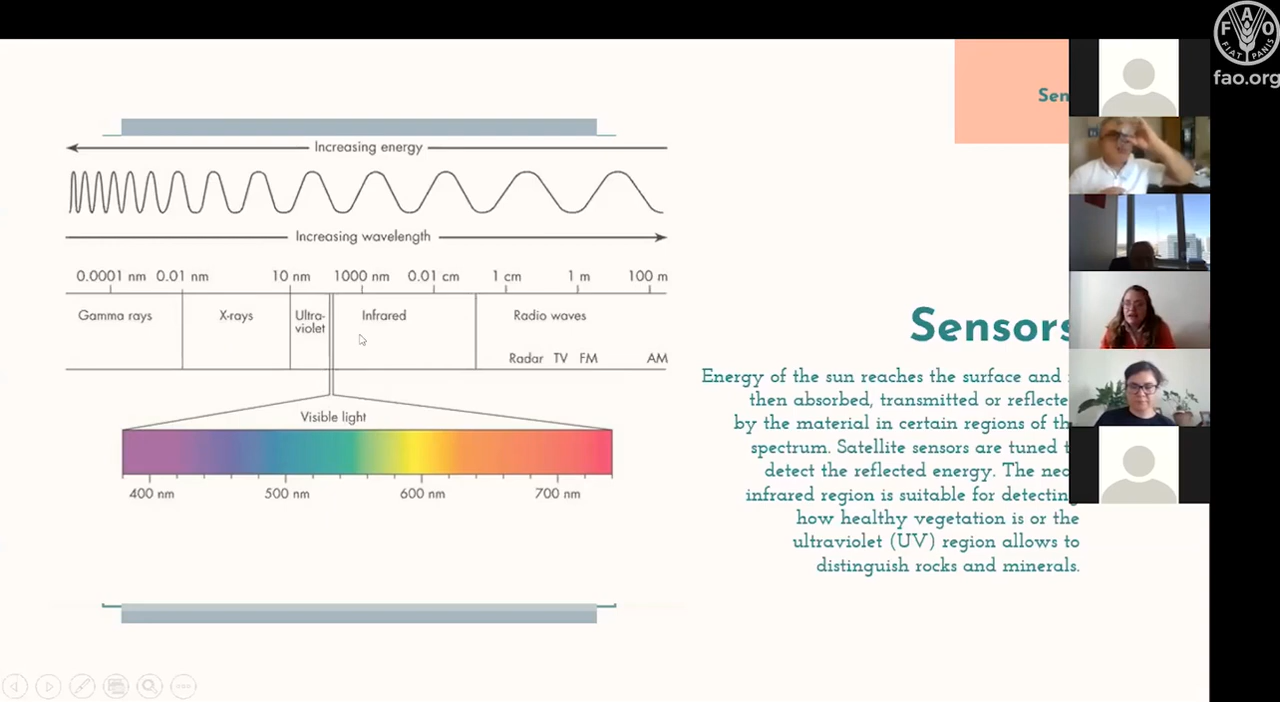 F A O
FIAT PANIS
fao.org
Increasing energy
Increasing wavelength
0.0001 nm 0.01 nm 10 nm 1000 nm 0.01 cm 1 cm 1 m 100 m
Gamma rays X-rays Ultra-violet Infrared Radio waves
Radar TV FM AM
Visible light
400 nm 500 nm 600 nm 700 nm
Sensors
Energy of the sun reaches the surface and
then absorbed, transmitted or reflecte
by the material in certain regions of th
spectrum. Satellite sensors are tuned t
detect the reflected energy. The nea
infrared region is suitable for detecting
how healthy vegetation is or the
ultraviolet (UV) region allows to
distinguish rocks and minerals.